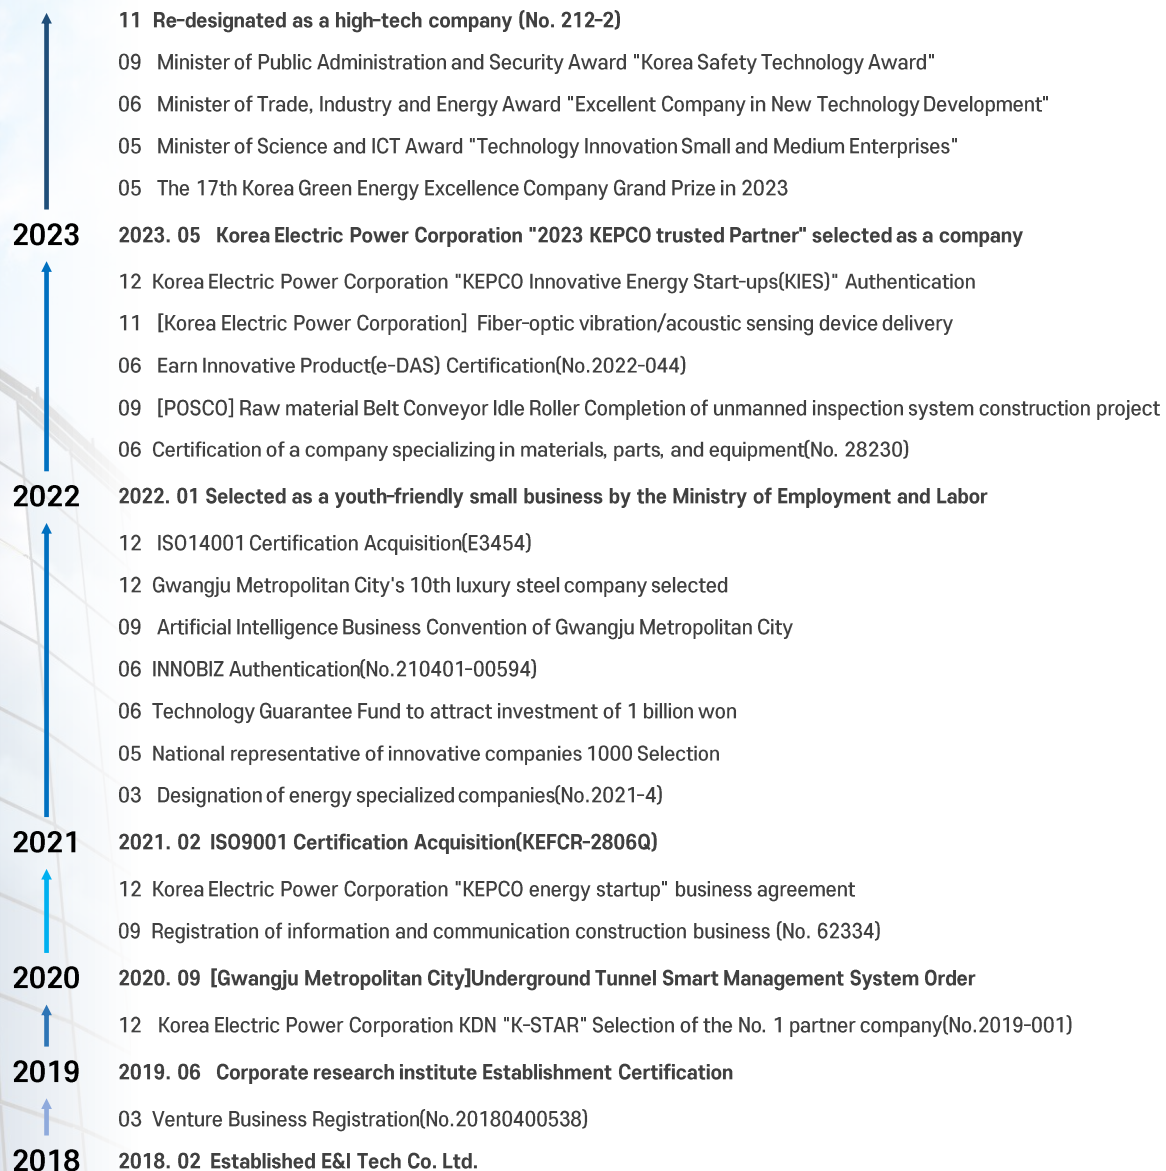 11 Re-designated as a high-tech company (No. 212-2)
09 Minister of Public Administration and Security Award "Korea Safety Technology Award"
06 Minister of Trade, Industry and Energy Award "Excellent Company in New Technology Development"
05 Minister of Science and ICT Award "Technology Innovation Small and Medium Enterprises"
05 The 17th Korea Green Energy Excellence Company Grand Prize in 2023
2023 2023. 05 Korea Electric Power Corporation "2023 KEPCO trusted Partner" selected as a company
12 Korea Electric Power Corporation "KEPCO Innovative Energy Start-ups(KIES)" Authentication
11 [Korea Electric Power Corporation] Fiber-optic vibration/acoustic sensing device delivery
06 Earn Innovative Product(e-DAS) Certification(No.2022-044)
09 [POSCO] Raw material Belt Conveyor Idle Roller Completion of unmanned inspection system construction project
06 Certification of a company specializing in materials, parts, and equipment(No. 28230)
2022 2022. 01 Selected as a youth-friendly small business by the Ministry of Employment and Labor
12 ISO14001 Certification Acquisition(E3454)
12 Gwangju Metropolitan City's 10th luxury steel company selected
09 Artificial Intelligence Business Convention of Gwangju Metropolitan City
06 INNOBIZ Authentication(No.210401-00594)
06 Technology Guarantee Fund to attract investment of 1 billion won
05 National representative of innovative companies 1000 Selection
03 Designation of energy specialized companies(No.2021-4)
2021 2021. 02 ISO9001 Certification Acquisition(KEFCR-2806Q)
12 Korea Electric Power Corporation "KEPCO energy startup" business agreement
09 Registration of information and communication construction business (No. 62334)
2020 2020. 09 [Gwangju Metropolitan City]Underground Tunnel Smart Management System Order
12 Korea Electric Power Corporation KDN "K-STAR" Selection of the No. 1 partner company(No.2019-001)
2019 2019. 06 Corporate research institute Establishment Certification
03 Venture Business Registration(No.20180400538)
2018 2018. 02 Established E&I Tech Co. Ltd.